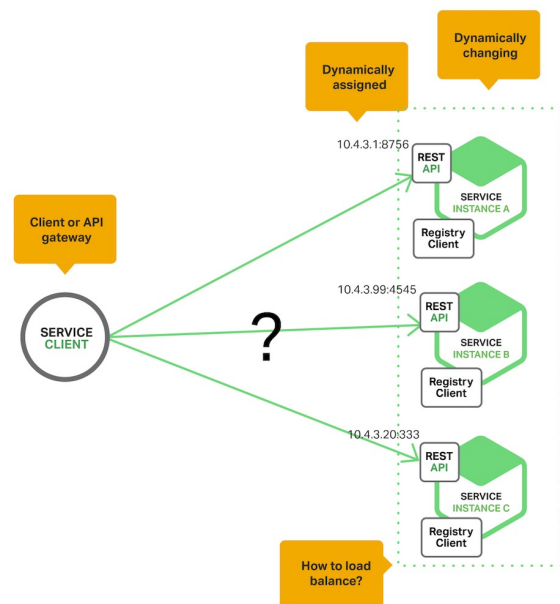 Dynamically
changing
Dynamically
assigned
10.4.3.1:8756
REST
API
SERVICE
INSTANCE A
Registry
Client
Client or API
gateway
10.4.3.99:4545
REST
API
SERVICE
CLIENT
?
SERVICE
INSTANCE B
Registry
Client
10.4.3.20:333
REST
API
SERVICE
INSTANCE C
Registry
Client
How to load
balance?